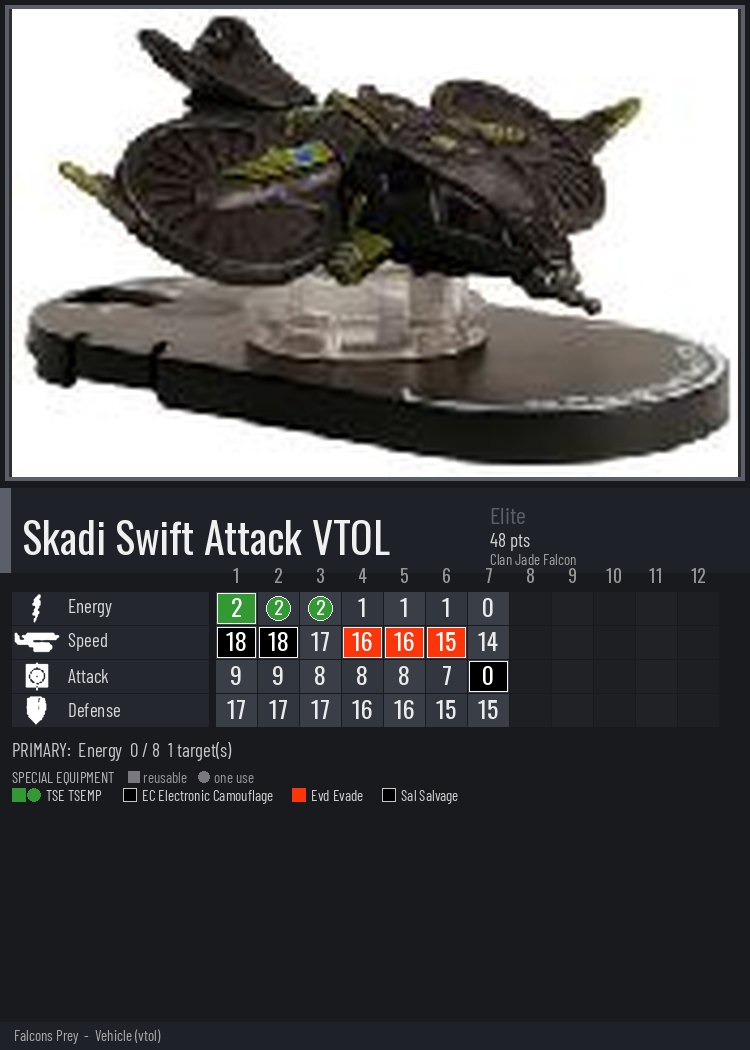 Skadi Swift Attack VTOL
Elite
48 pts
Clan Jade Falcon
1 2 3 4 5 6 7 8 9 10 11 12
Energy 2 2 2 1 1 1 0
Speed 18 18 17 16 16 15 14
Attack 9 9 8 8 8 7 0
Defense 17 17 17 16 16 15 15
PRIMARY: Energy 0 / 8 1 target(s)
SPECIAL EQUIPMENT reusable one use
TSE TSEMP EC Electronic Camouflage Evd Evade Sal Salvage
Falcons Prey - Vehicle (vtol)